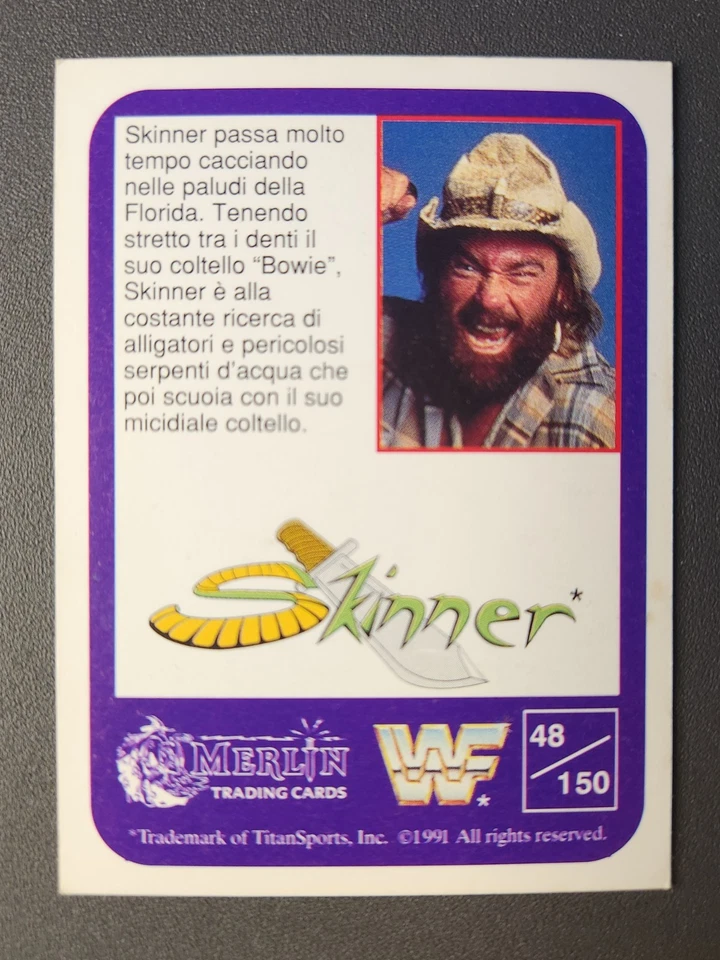 Skinner passa molto
tempo cacciando
nelle paludi della
Florida. Tenendo
stretto tra i denti il
suo coltello “Bowie”,
Skinner è alla
costante ricerca di
alligatori e pericolosi
serpenti d’acqua che
poi scuoia con il suo
micidiale coltello.
Skinner*
MERLIN
TRADING CARDS
WF*
48/150
*Trademark of TitanSports, Inc. ©1991 All rights reserved.